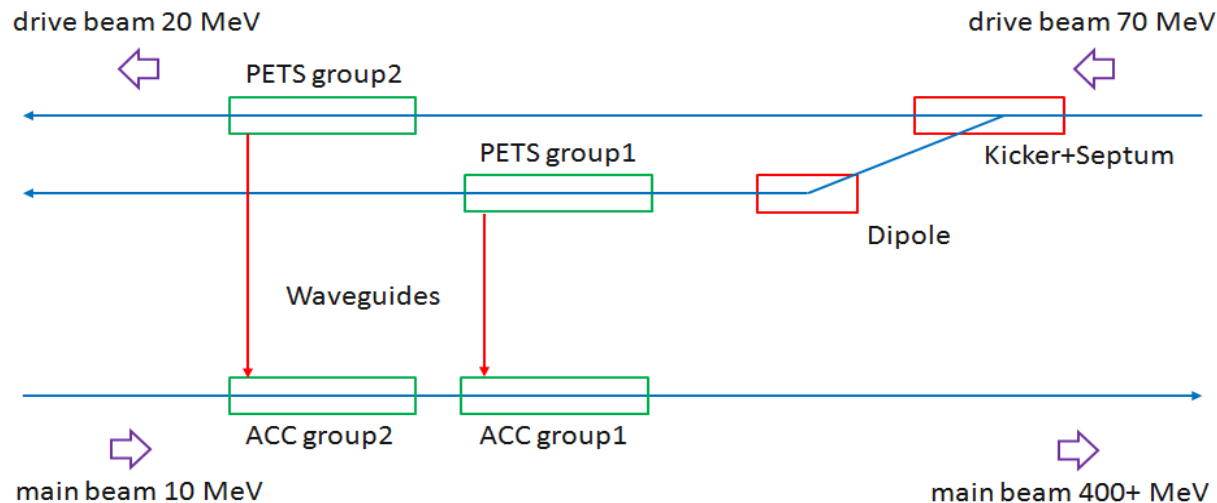 drive beam 20 MeV
drive beam 70 MeV
PETS group2
Kicker+Septum
PETS group1
Dipole
Waveguides
ACC group2
ACC group1
main beam 10 MeV
main beam 400+ MeV